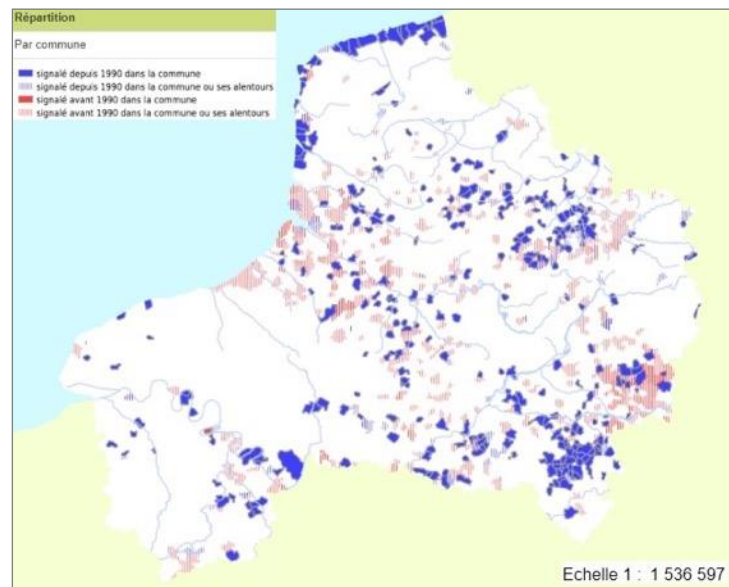 Répartition
Par commune
signalé depuis 1990 dans la commune
signalé depuis 1990 dans la commune ou ses alentours
signalé avant 1990 dans la commune
signalé avant 1990 dans la commune ou ses alentours
Echelle 1 : 1 536 597